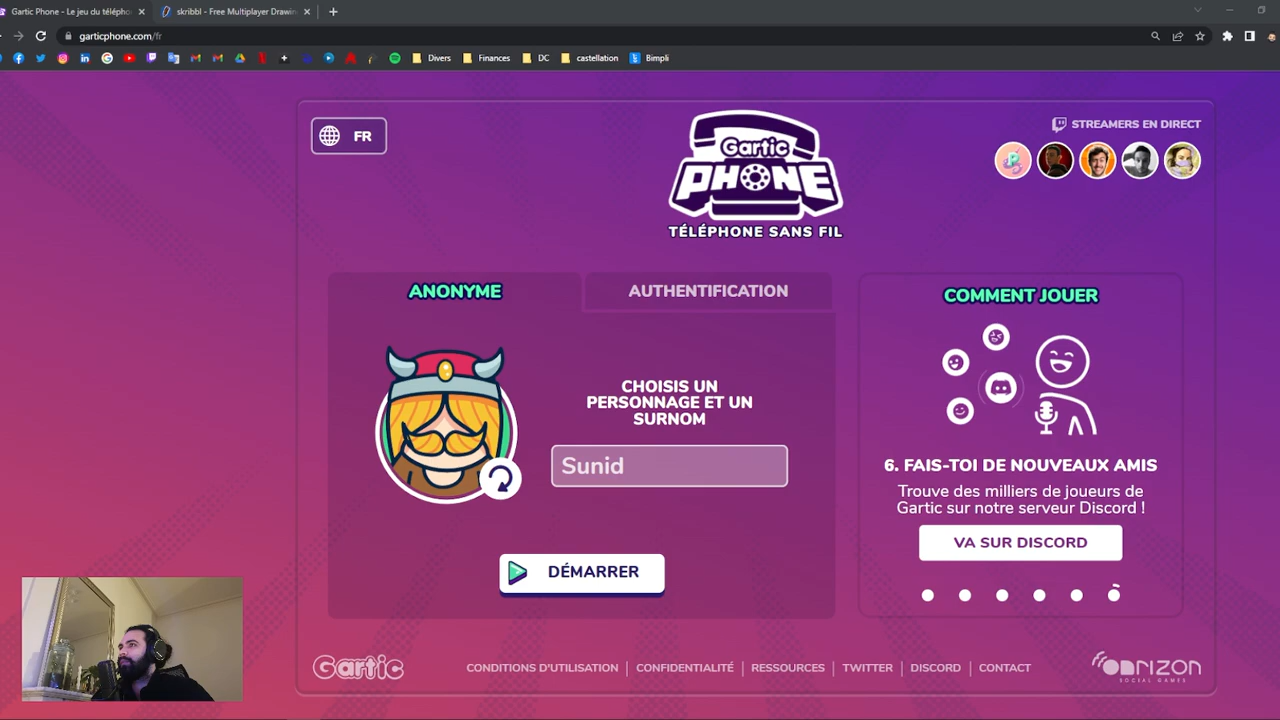 Gartic Phone - Le jeu du télépho
skribbl - Free Multiplayer Drawin
garticphone.com/fr
Divers
Finances
DC
castellation
Bimpli
FR
Gartic
PHONE
TÉLÉPHONE SANS FIL
STREAMERS EN DIRECT
ANONYME
AUTHENTIFICATION
CHOISIS UN
PERSONNAGE ET UN
SURNOM
Sunid
DÉMARRER
COMMENT JOUER
6. FAIS-TOI DE NOUVEAUX AMIS
Trouve des milliers de joueurs de
Gartic sur notre serveur Discord !
VA SUR DISCORD
Gartic
CONDITIONS D'UTILISATION | CONFIDENTIALITÉ | RESSOURCES | TWITTER | DISCORD | CONTACT
ONRIZON
SOCIAL GAMES